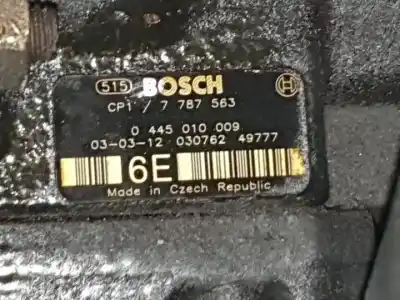 515 BOSCH
CP1 / 7 787 563
0 445 010 009
03-03-12 030762 49777
6E
Made in Czech Republic